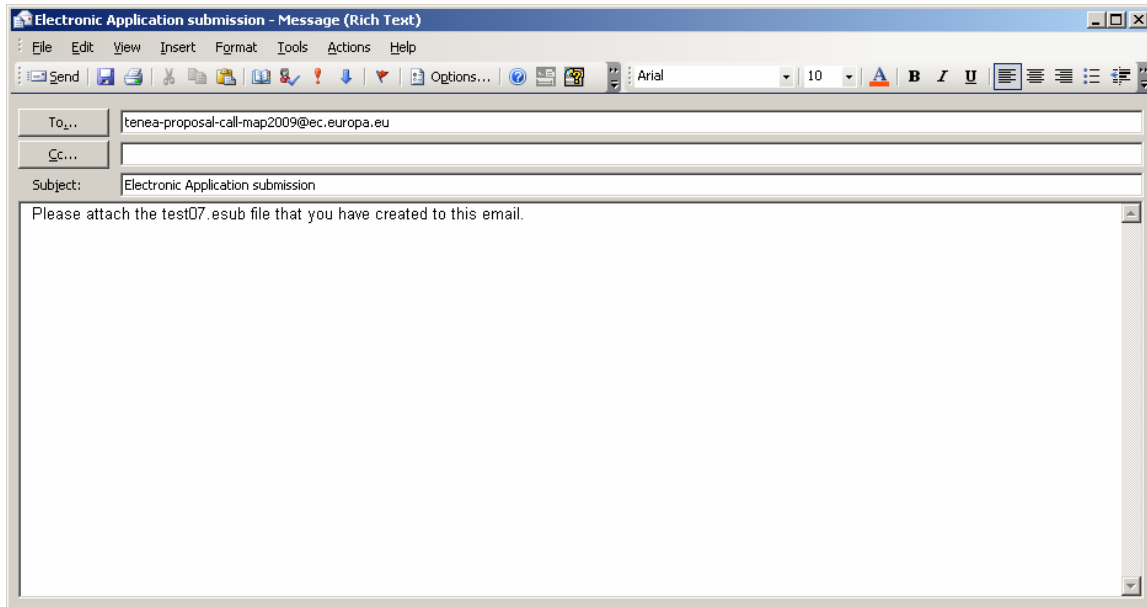 Electronic Application submission - Message (Rich Text)
File Edit View Insert Format Tools Actions Help
Send Options... Arial 10 A B I U
To... tenea-proposal-call-map2009@ec.europa.eu
Cc...
Subject: Electronic Application submission
Please attach the test07.esub file that you have created to this email.